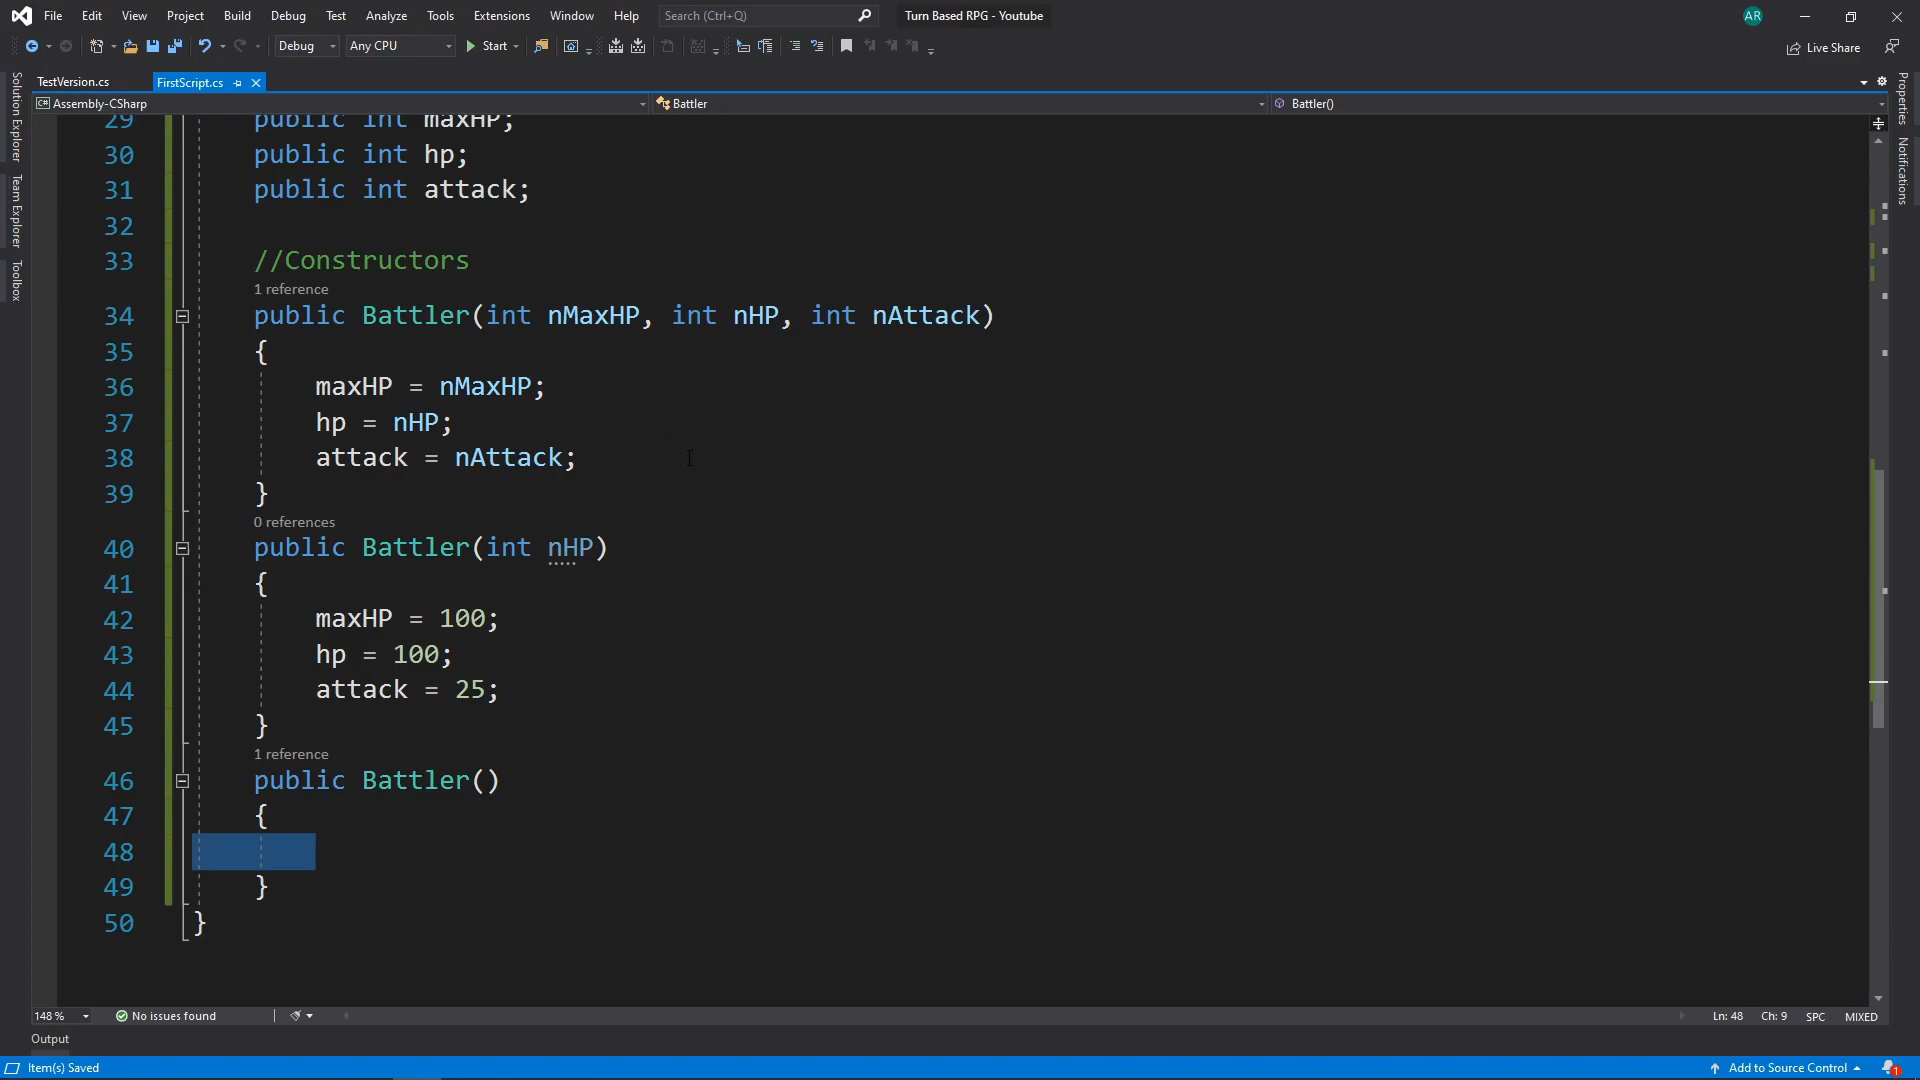 File Edit View Project Build Debug Test Analyze Tools Extensions Window Help Search (Ctrl+Q) Turn Based RPG - Youtube AR
Debug Any CPU Start Live Share
TestVersion.cs FirstScript.cs
Assembly-CSharp Battler Battler()
Solution Explorer
Team Explorer
Toolbox
Properties
Notifications
29 public int maxHP;
30 public int hp;
31 public int attack;
32
33 //Constructors
1 reference
34 public Battler(int nMaxHP, int nHP, int nAttack)
35 {
36 maxHP = nMaxHP;
37 hp = nHP;
38 attack = nAttack;
39 }
0 references
40 public Battler(int nHP)
41 {
42 maxHP = 100;
43 hp = 100;
44 attack = 25;
45 }
1 reference
46 public Battler()
47 {
48
49 }
50 }
148 % No issues found Ln: 48 Ch: 9 SPC MIXED
Output
Item(s) Saved Add to Source Control 1